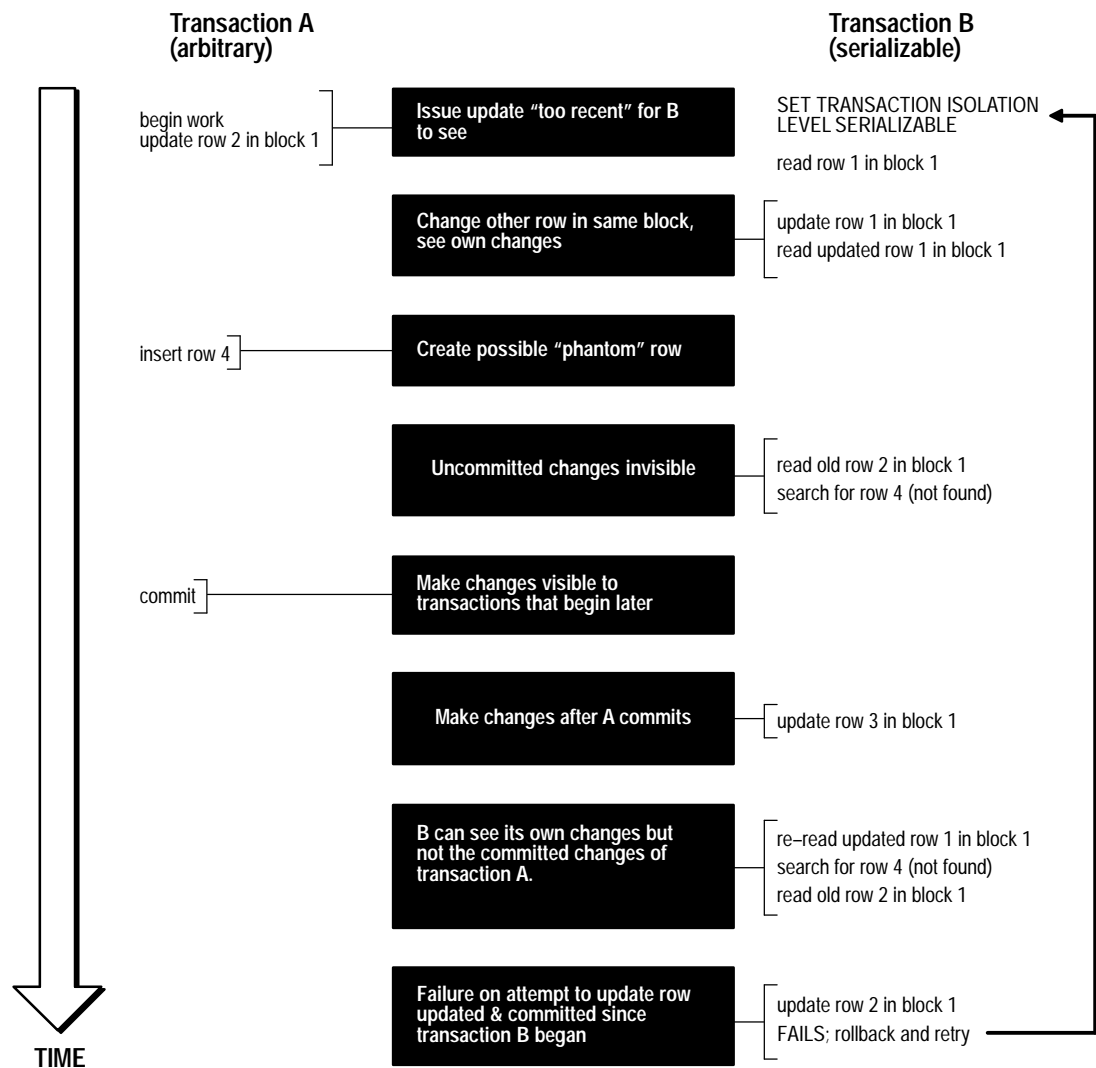 Transaction A
(arbitrary)
Transaction B
(serializable)
begin work
update row 2 in block 1
Issue update “too recent” for B
to see
SET TRANSACTION ISOLATION
LEVEL SERIALIZABLE
read row 1 in block 1
Change other row in same block,
see own changes
update row 1 in block 1
read updated row 1 in block 1
insert row 4
Create possible “phantom” row
Uncommitted changes invisible
read old row 2 in block 1
search for row 4 (not found)
commit
Make changes visible to
transactions that begin later
Make changes after A commits
update row 3 in block 1
B can see its own changes but
not the committed changes of
transaction A.
re–read updated row 1 in block 1
search for row 4 (not found)
read old row 2 in block 1
Failure on attempt to update row
updated & committed since
transaction B began
update row 2 in block 1
FAILS; rollback and retry
TIME